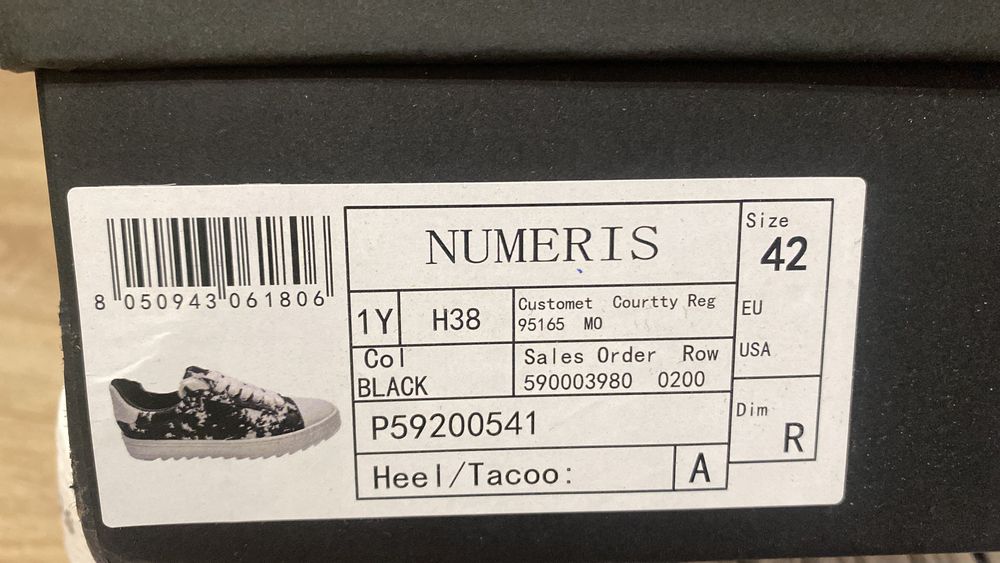 8 050943 061806
NUMERIS
1Y H38
Customet Courtty Reg
95165 MO
Col
BLACK
Sales Order Row
590003980 0200
P59200541
Heel/Tacoo: A
Size
42
EU
USA
Dim
R